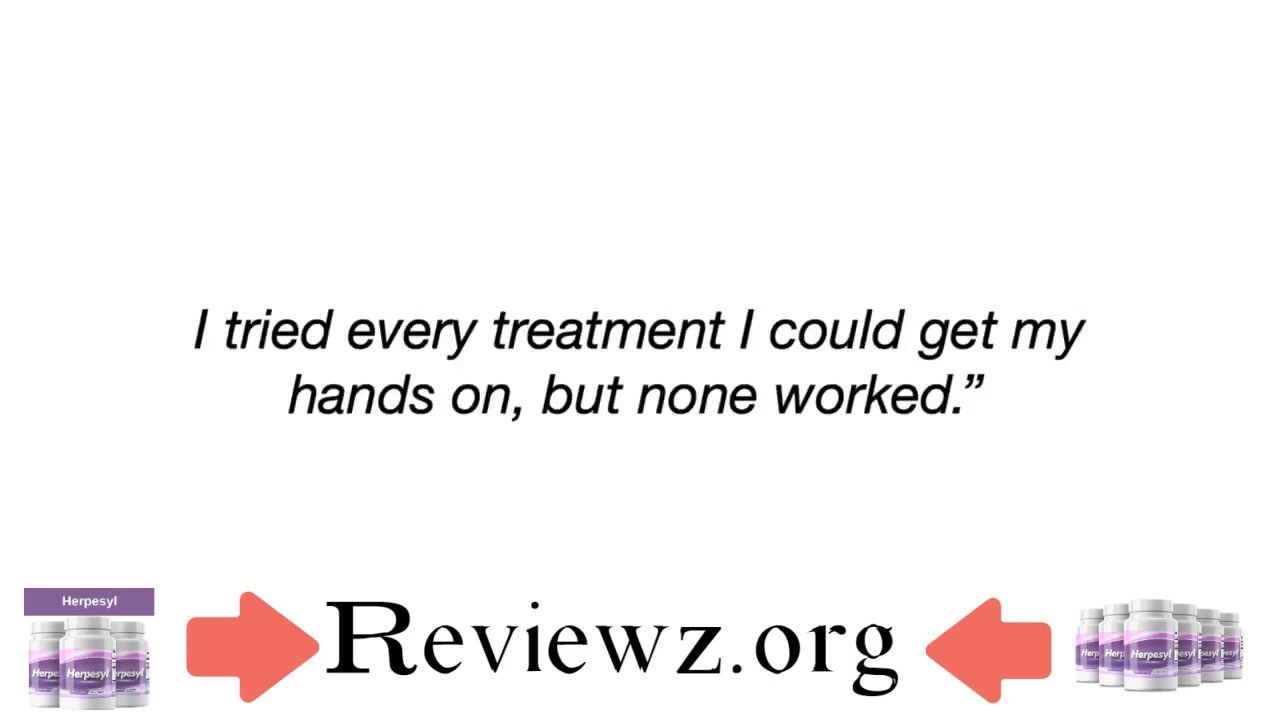 I tried every treatment I could get my
hands on, but none worked.”
Herpesyl
Reviewz.org
Herpesyl